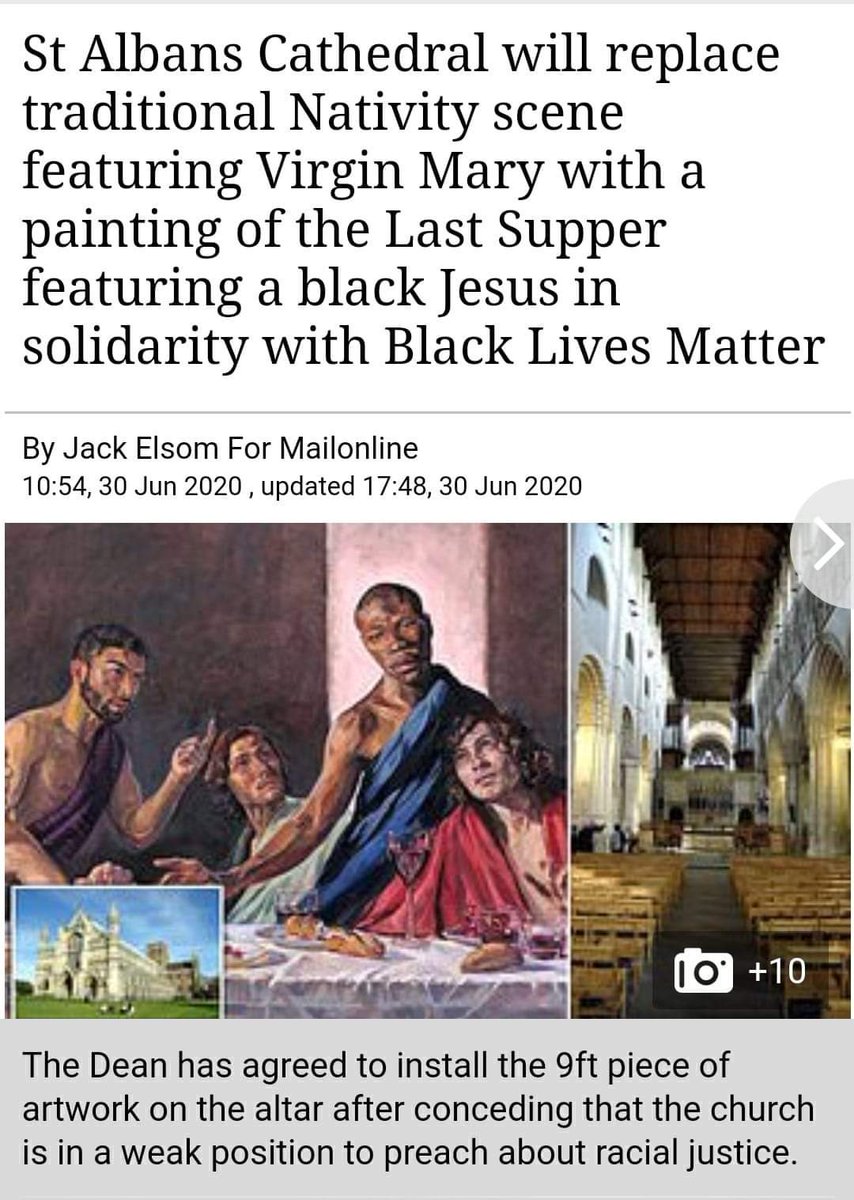 St Albans Cathedral will replace
traditional Nativity scene
featuring Virgin Mary with a
painting of the Last Supper
featuring a black Jesus in
solidarity with Black Lives Matter
By Jack Elsom For Mailonline
10:54, 30 Jun 2020 , updated 17:48, 30 Jun 2020
+10
The Dean has agreed to install the 9ft piece of
artwork on the altar after conceding that the church
is in a weak position to preach about racial justice.